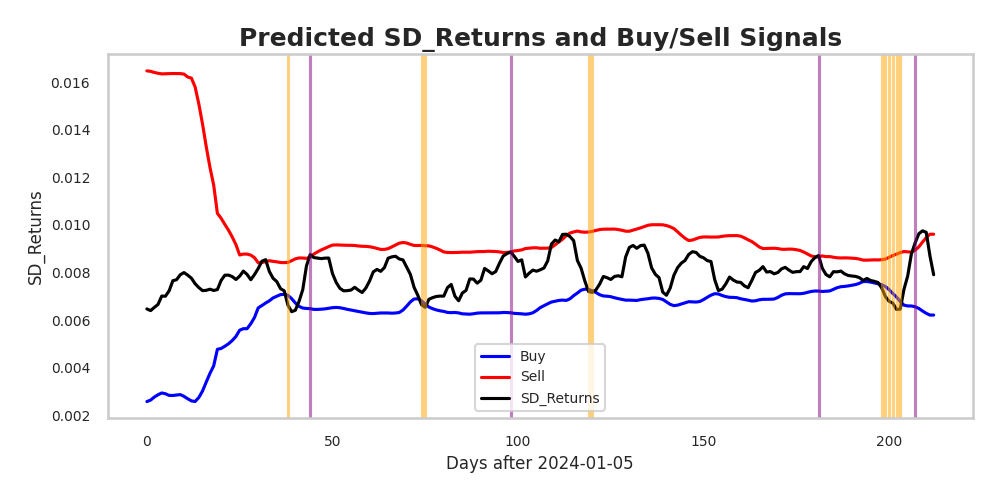 Predicted SD_Returns and Buy/Sell Signals
SD_Returns
0.016
0.014
0.012
0.010
0.008
0.006
0.004
0.002
Buy
Sell
SD_Returns
0 50 100 150 200
Days after 2024-01-05